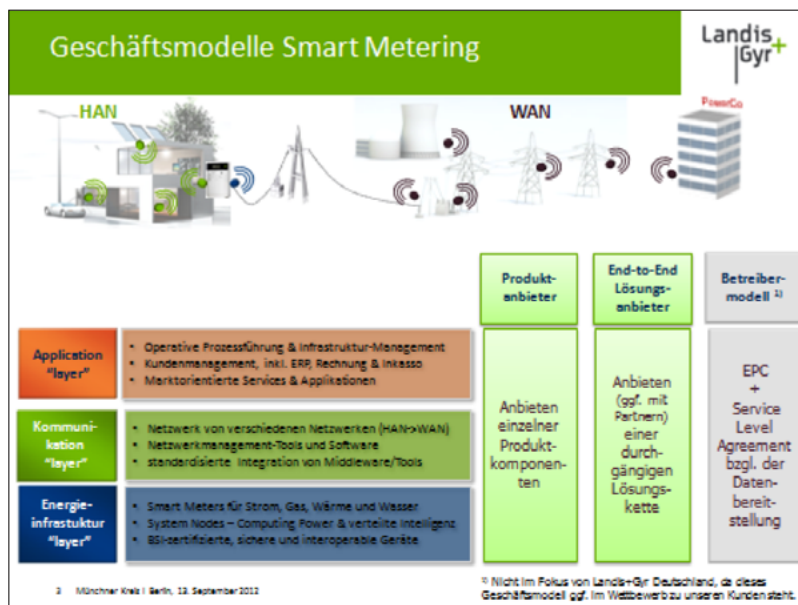 Geschäftsmodelle Smart Metering
Landis+
Gyr
HAN
WAN
PowerCo
Produkt-
anbieter
End-to-End
Lösungs-
anbieter
Betreiber-
modell 1)
Application
"layer"
• Operative Prozessführung & Infrastruktur-Management
• Kundenmanagement, inkl. ERP, Rechnung & Inkasso
• Marktorientierte Services & Applikationen
Kommuni-
kation
"layer"
• Netzwerk von verschiedenen Netzwerken (HAN->WAN)
• Netzwerkmanagement-Tools und Software
• standardisierte Integration von Middleware/Tools
Energie-
infrastuktur
"layer"
• Smart Meters für Strom, Gas, Wärme und Wasser
• System Nodes – Computing Power & verteilte Intelligenz
• BSI-certifizierte, sichere und interoperable Geräte
Anbieten
einzelner
Produkt-
komponen-
ten
Anbieten
(ggf. mit
Partnern)
einer
durch-
gängigen
Lösungs-
kette
EPC
+
Service
Level
Agreement
bzgl. der
Daten-
bereit-
stellung
3 Münchner Kreis I Berlin, 13. September 2012
1) Nicht im Fokus von Landis+Gyr Deutschland, da dieses
Geschäftsmodell ggf. im Wettbewerb zu unseren Kunden steht.